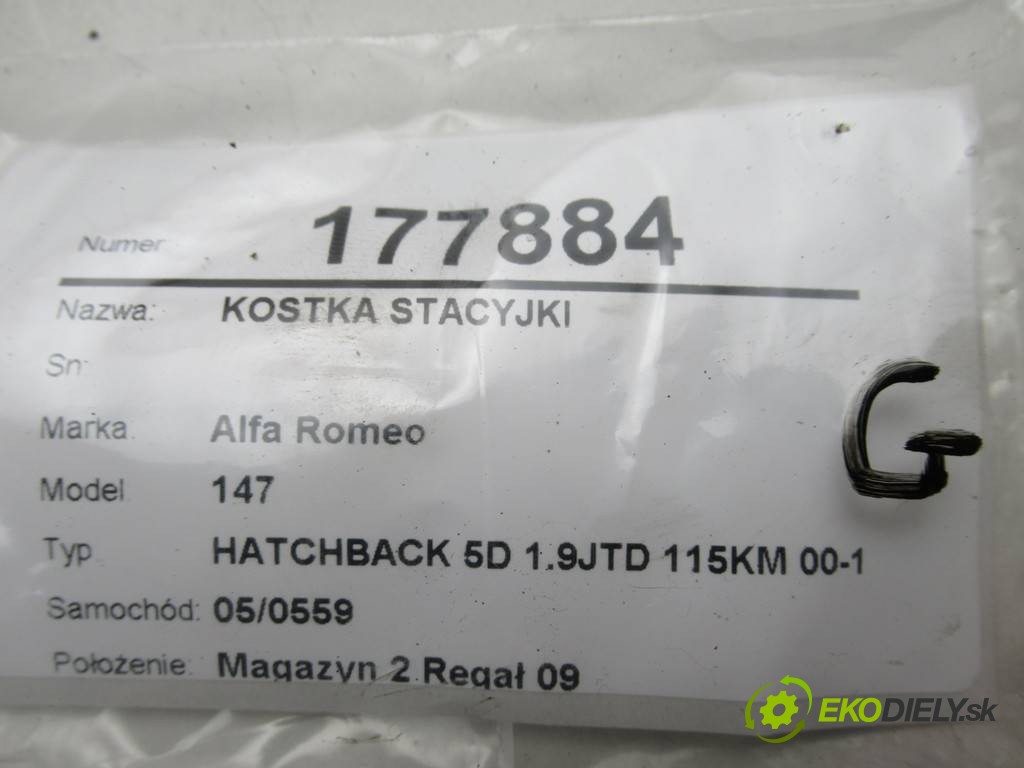 Numer 177884
Nazwa: KOSTKA STACYJKI
Sn:
Marka: Alfa Romeo
Model 147
Typ HATCHBACK 5D 1.9JTD 115KM 00-1
Samochód: 05/0559
Położenie: Magazyn 2 Regał 09
G
EKODIELY.sk